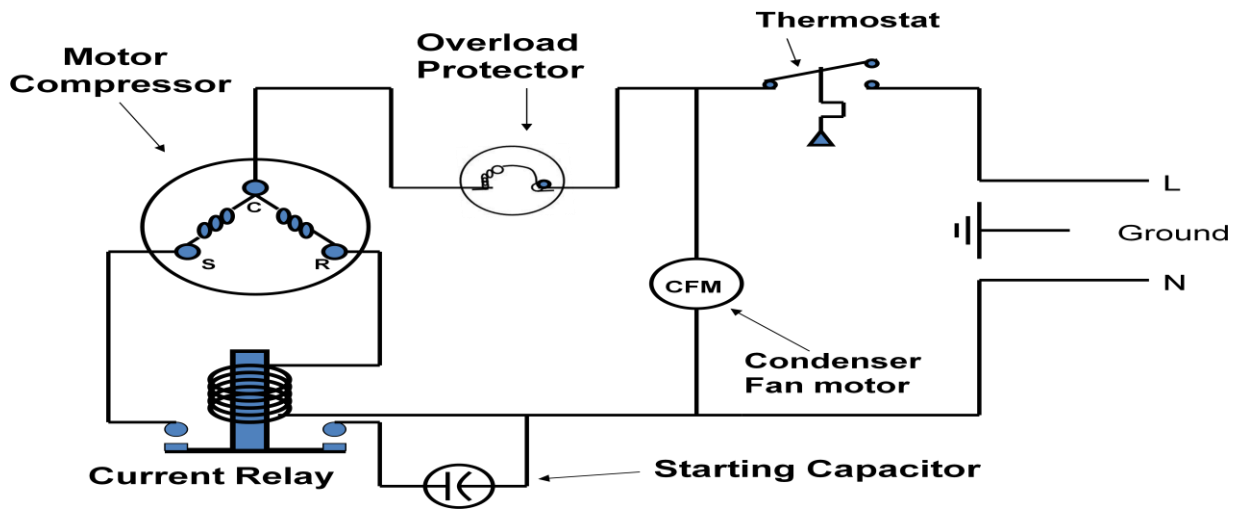 Thermostat
Overload
Protector
Motor
Compressor
C
S
R
L
Ground
N
CFM
Condenser
Fan motor
Current Relay
Starting Capacitor